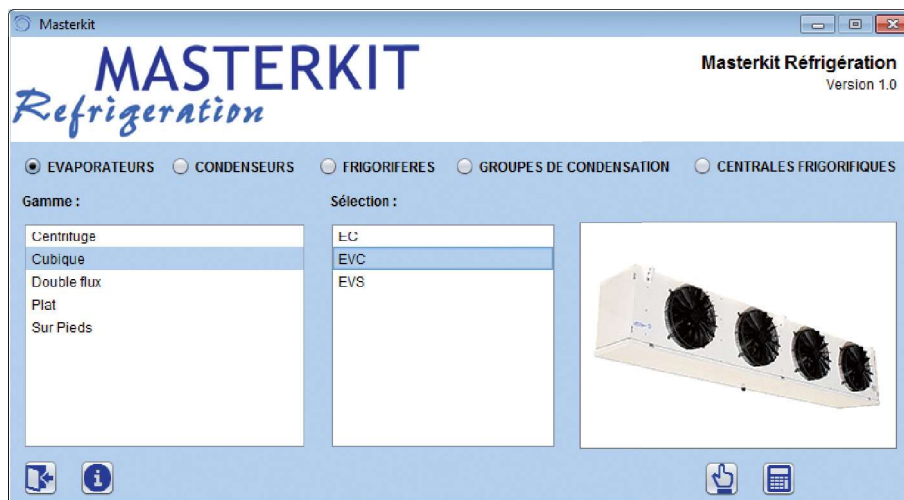 Masterkit
MASTERKIT
Refrigeration
Masterkit Réfrigération
Version 1.0
EVAPORATEURS CONDENSEURS FRIGORIFERES GROUPES DE CONDENSATION CENTRALES FRIGORIFIQUES
Gamme :
Sélection :
Centrifuge
Cubique
Double flux
Plat
Sur Pieds
EC
EVC
EVS